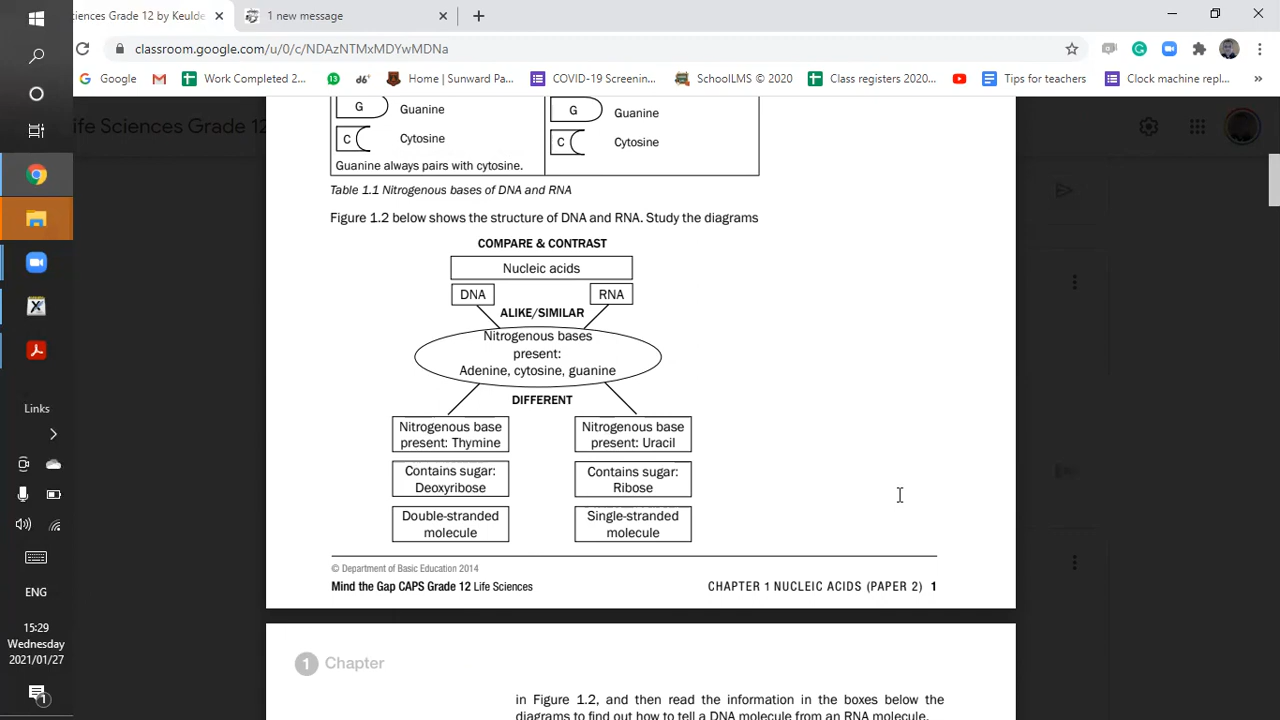 ciences Grade 12 by Keulde
1 new message
classroom.google.com/u/0/c/NDAzNTMxMDYwMDNa
Google
Work Completed 2...
13
d6
Home | Sunward Pa...
COVID-19 Screenin...
SchoolLMS © 2020
Class registers 2020...
Tips for teachers
Clock machine repl...
»
ife Sciences Grade 12
G Guanine
G Guanine
C Cytosine
C Cytosine
Guanine always pairs with cytosine.
Table 1.1 Nitrogenous bases of DNA and RNA
Figure 1.2 below shows the structure of DNA and RNA. Study the diagrams
COMPARE & CONTRAST
Nucleic acids
DNA
RNA
ALIKE/SIMILAR
Nitrogenous bases
present:
Adenine, cytosine, guanine
DIFFERENT
Nitrogenous base
present: Thymine
Nitrogenous base
present: Uracil
Contains sugar:
Deoxyribose
Contains sugar:
Ribose
Double-stranded
molecule
Single-stranded
molecule
© Department of Basic Education 2014
Mind the Gap CAPS Grade 12 Life Sciences
CHAPTER 1 NUCLEIC ACIDS (PAPER 2) 1
1 Chapter
in Figure 1.2, and then read the information in the boxes below the
diagrams to find out how to tell a DNA molecule from an RNA molecule.
Links
ENG
15:29
Wednesday
2021/01/27
1